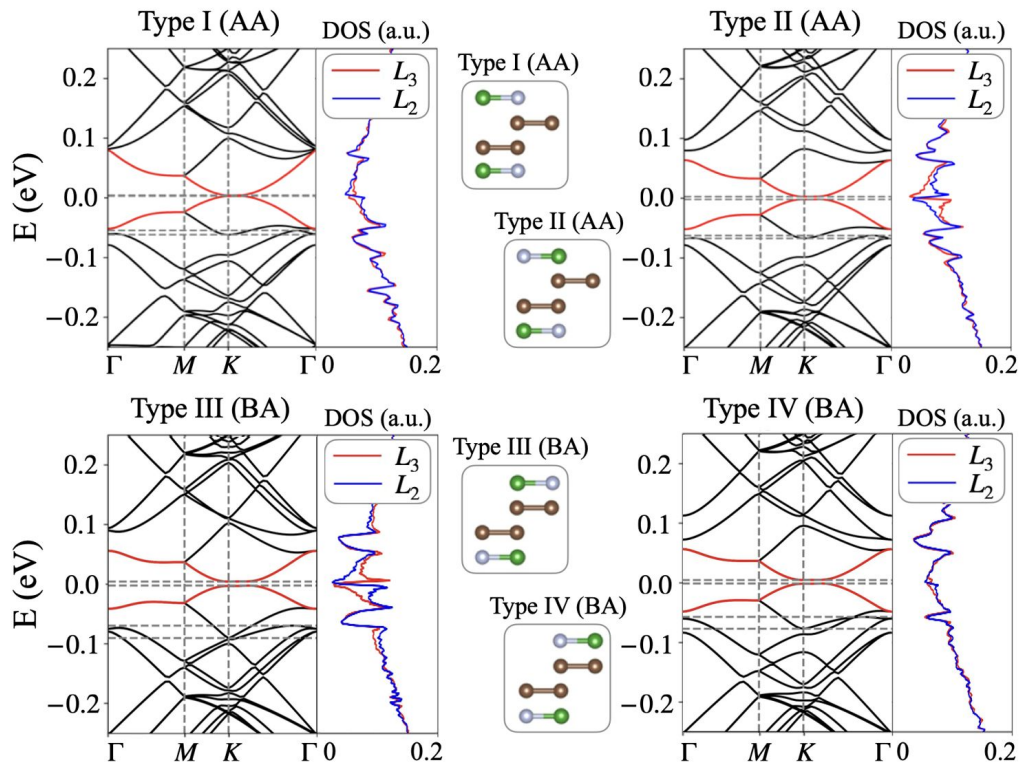 Type I (AA)
DOS (a.u.)
L₃
L₂
E (eV)
0.2
0.1
0.0
−0.1
−0.2
Γ M K Γ 0 0.2
Type I (AA)
Type II (AA)
Type II (AA)
DOS (a.u.)
L₃
L₂
0.2
0.1
0.0
−0.1
−0.2
Γ M K Γ 0 0.2
Type III (BA)
DOS (a.u.)
L₃
L₂
E (eV)
0.2
0.1
0.0
−0.1
−0.2
Γ M K Γ 0 0.2
Type III (BA)
Type IV (BA)
Type IV (BA)
DOS (a.u.)
L₃
L₂
0.2
0.1
0.0
−0.1
−0.2
Γ M K Γ 0 0.2